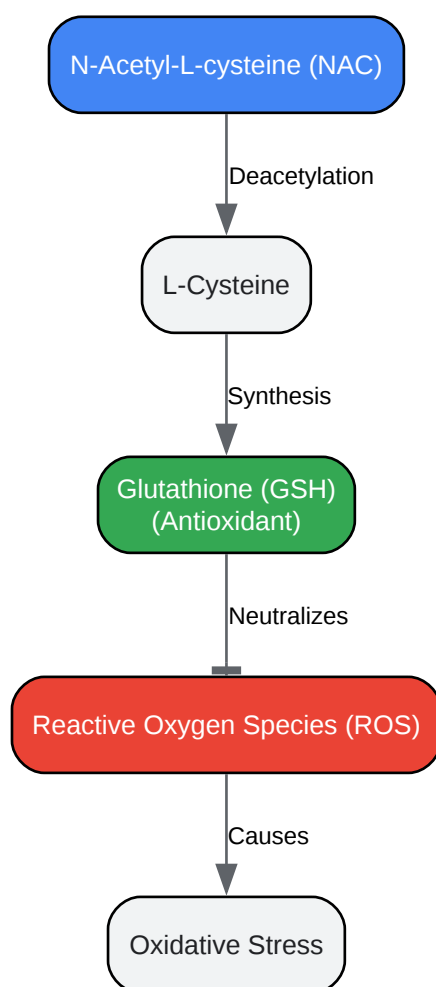 N-Acetyl-L-cysteine (NAC)
Deacetylation
L-Cysteine
Synthesis
Glutathione (GSH)
(Antioxidant)
Neutralizes
Reactive Oxygen Species (ROS)
Causes
Oxidative Stress